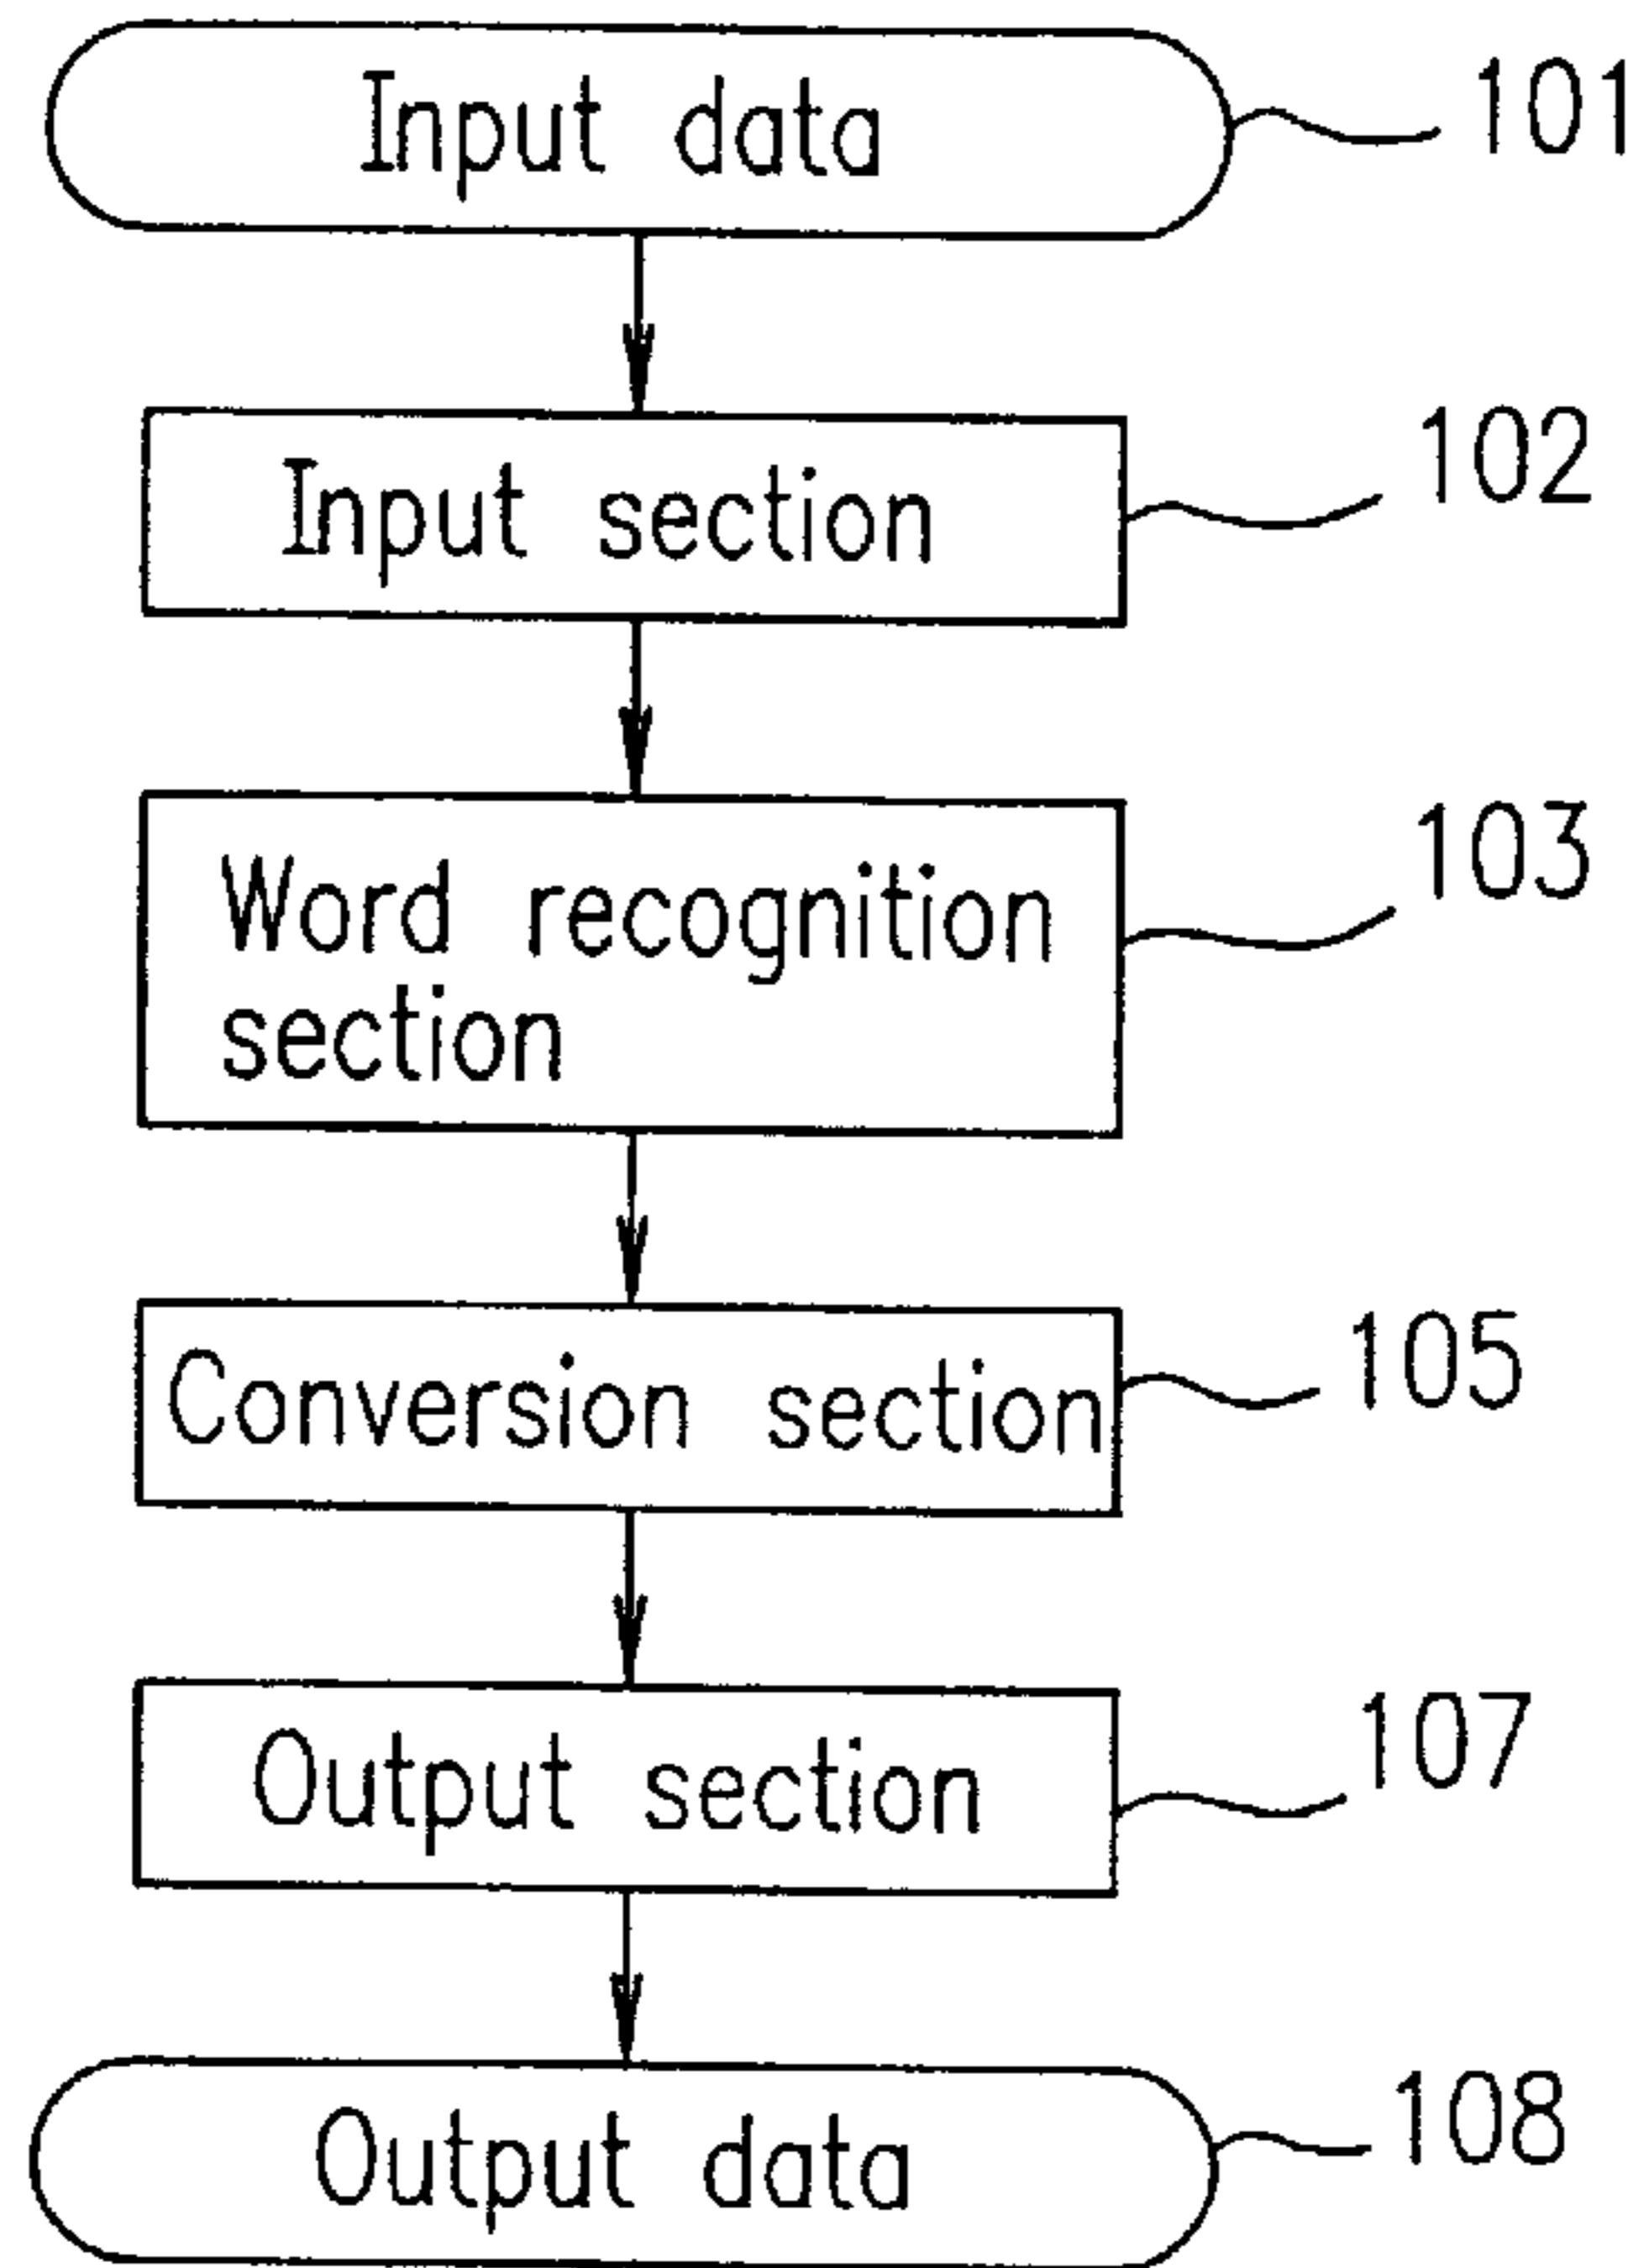 Input data
101
Input section
102
Word recognition
section
103
Conversion section
105
Output section
107
Output data
108